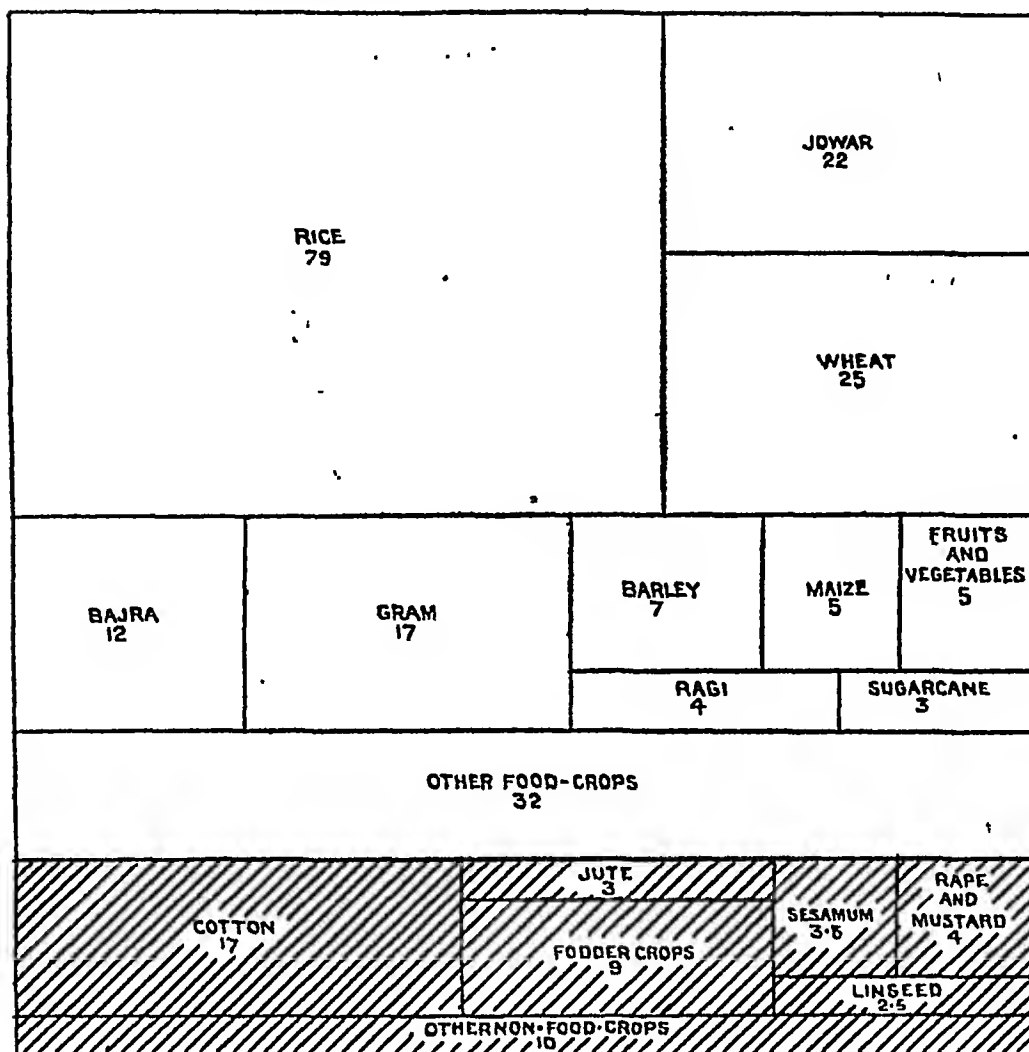 RICE
79
JOWAR
22
WHEAT
25
BAJRA
12
GRAM
17
BARLEY
7
MAIZE
5
FRUITS
AND
VEGETABLES
5
RAGI
4
SUGARCANE
3
OTHER FOOD-CROPS
32
COTTON
17
JUTE
3
FODDER CROPS
9
SESAMUM
3·5
RAPE
AND
MUSTARD
4
LINSEED
2·5
OTHER NON·FOOD·CROPS
10